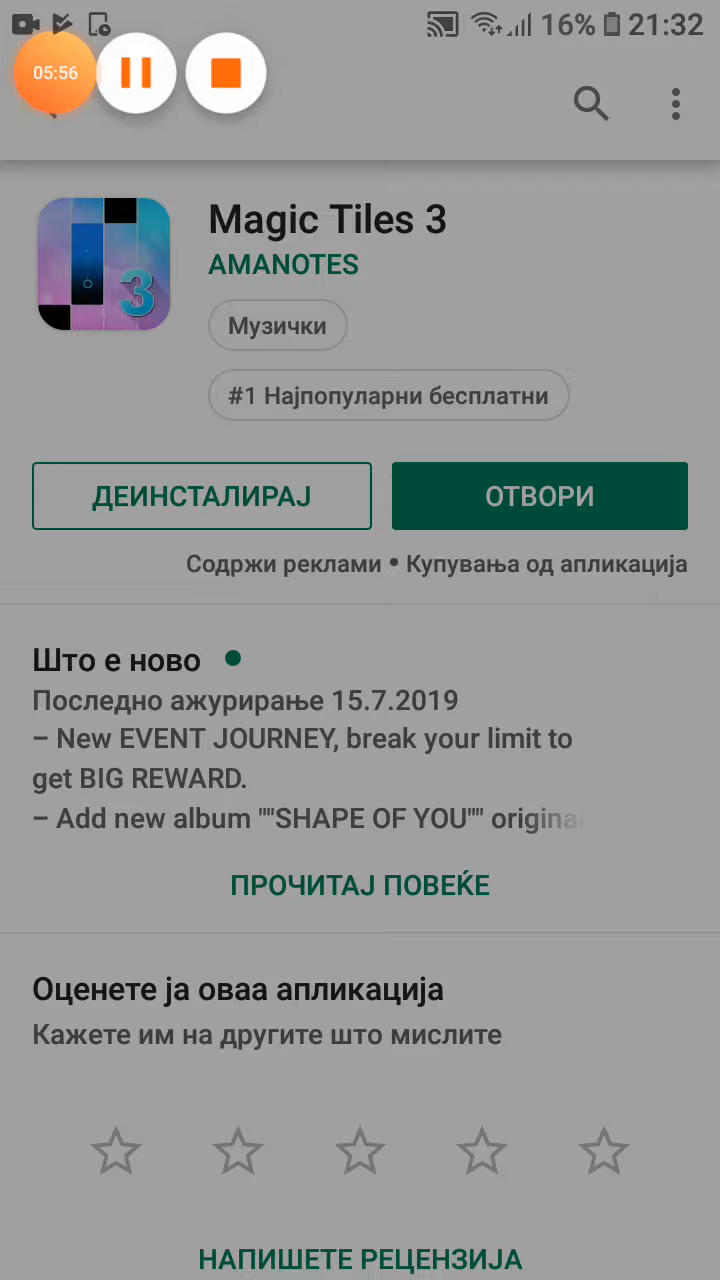 16% 21:32
05:56
Magic Tiles 3
AMANOTES
Музички
#1 Најпопуларни бесплатни
3
ДЕИНСТАЛИРАЈ
ОТВОРИ
Содржи реклами • Купувања од апликација
Што е ново
Последно ажурирање 15.7.2019
– New EVENT JOURNEY, break your limit to
get BIG REWARD.
– Add new album ""SHAPE OF YOU"" origina
ПРОЧИТАЈ ПОВЕЌЕ
Оценете ја оваа апликација
Кажете им на другите што мислите
НАПИШЕТЕ РЕЦЕНЗИЈА